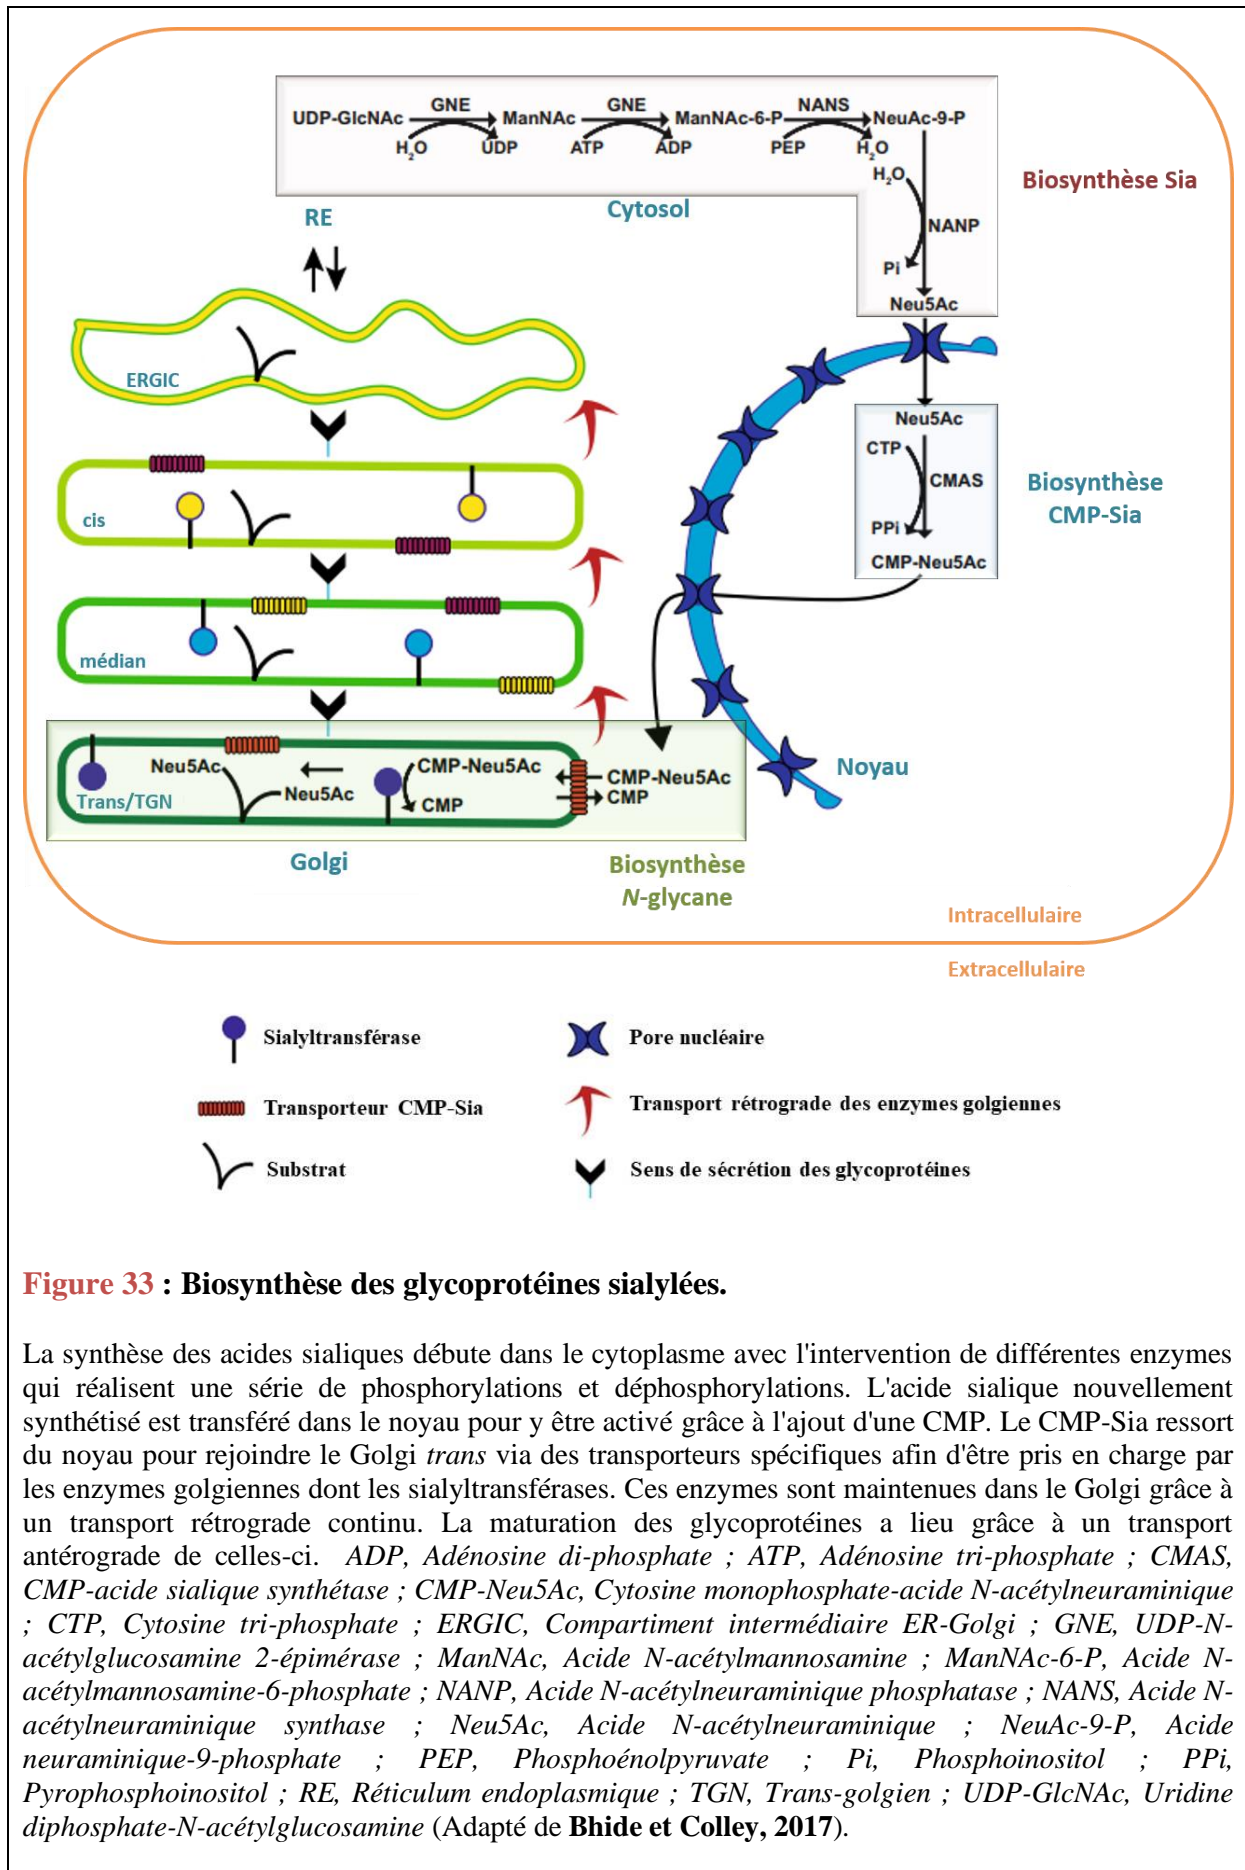 UDP-GlcNAc GNE ManNAc GNE ManNAc-6-P NANS NeuAc-9-P
H2O UDP ATP ADP PEP H2O
H2O
NANP
Pi
Neu5Ac
Biosynthèse Sia
Cytosol
RE
ERGIC
cis
médian
Neu5Ac
CTP
CMAS
PPi
CMP-Neu5Ac
Biosynthèse
CMP-Sia
Noyau
Neu5Ac
Neu5Ac
CMP-Neu5Ac
CMP
CMP-Neu5Ac
CMP
Trans/TGN
Golgi
Biosynthèse
N-glycane
Intracellulaire
Extracellulaire
Sialyltransférase
Pore nucléaire
Transporteur CMP-Sia
Transport rétrograde des enzymes golgiennes
Substrat
Sens de sécrétion des glycoprotéines
Figure 33 : Biosynthèse des glycoprotéines sialylées.
La synthèse des acides sialiques débute dans le cytoplasme avec l'intervention de différentes enzymes
qui réalisent une série de phosphorylations et déphosphorylations. L'acide sialique nouvellement
synthétisé est transféré dans le noyau pour y être activé grâce à l'ajout d'une CMP. Le CMP-Sia ressort
du noyau pour rejoindre le Golgi trans via des transporteurs spécifiques afin d'être pris en charge par
les enzymes golgiennes dont les sialyltransférases. Ces enzymes sont maintenues dans le Golgi grâce à
un transport rétrograde continu. La maturation des glycoprotéines a lieu grâce à un transport
antérograde de celles-ci. ADP, Adénosine di-phosphate ; ATP, Adénosine tri-phosphate ; CMAS,
CMP-acide sialique synthétase ; CMP-Neu5Ac, Cytosine monophosphate-acide N-acétylneuraminique
; CTP, Cytosine tri-phosphate ; ERGIC, Compartiment intermédiaire ER-Golgi ; GNE, UDP-N-
acétylglucosamine 2-épimérase ; ManNAc, Acide N-acétylmannosamine ; ManNAc-6-P, Acide N-
acétylmannosamine-6-phosphate ; NANP, Acide N-acétylneuraminique phosphatase ; NANS, Acide N-
acétylneuraminique synthase ; Neu5Ac, Acide N-acétylneuraminique ; NeuAc-9-P, Acide
neuraminique-9-phosphate ; PEP, Phosphoénolpyruvate ; Pi, Phosphoinositol ; PPi,
Pyrophosphoinositol ; RE, Réticulum endoplasmique ; TGN, Trans-golgien ; UDP-GlcNAc, Uridine
diphosphate-N-acétylglucosamine (Adapté de Bhide et Colley, 2017).